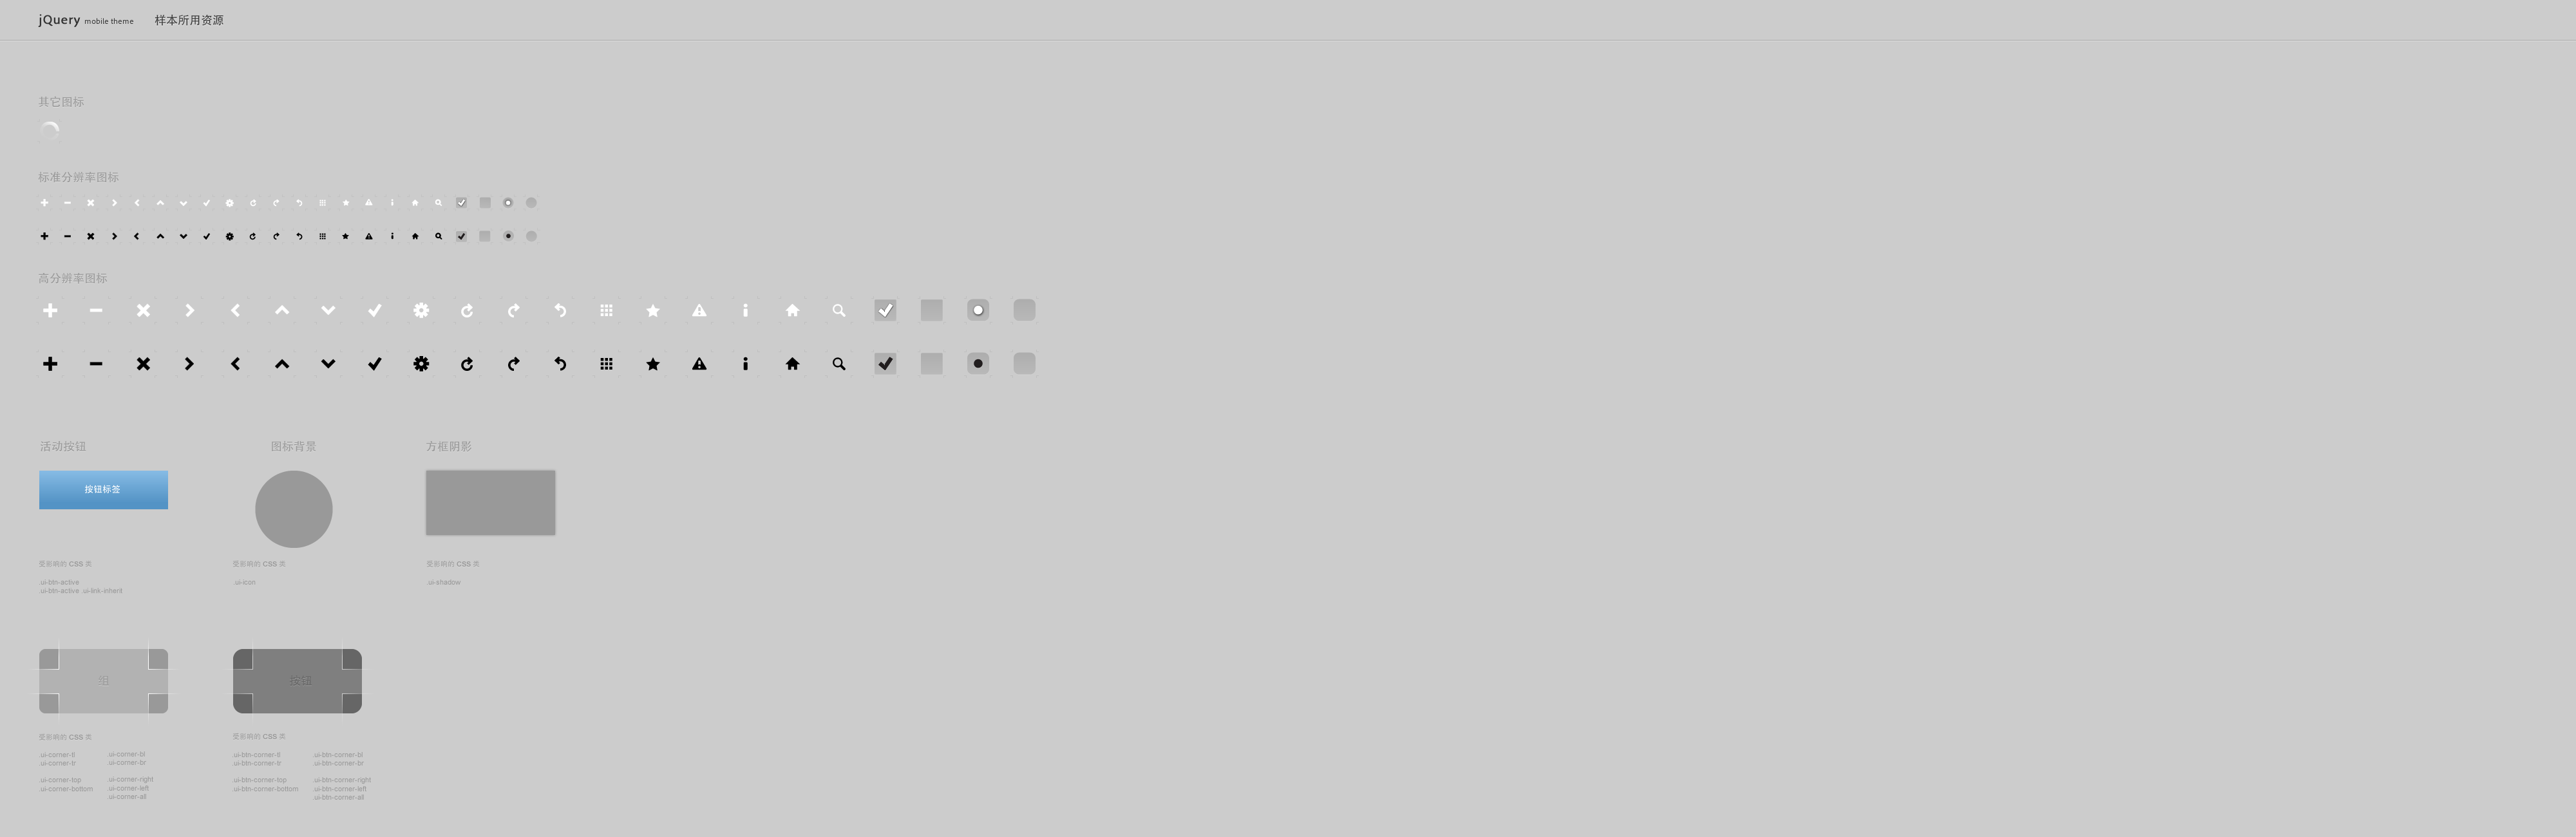 jQuery mobile theme 样本所用资源
其它图标
标准分辨率图标
高分辨率图标
活动按钮 图标背景 方框阴影
按钮标签
受影响的 CSS 类 受影响的 CSS 类 受影响的 CSS 类
.ui-btn-active .ui-icon .ui-shadow
.ui-btn-active .ui-link-inherit
组 按钮
受影响的 CSS 类 受影响的 CSS 类
.ui-corner-tl .ui-corner-bl .ui-btn-corner-tl .ui-btn-corner-bl
.ui-corner-tr .ui-corner-br .ui-btn-corner-tr .ui-btn-corner-br
.ui-corner-top .ui-corner-right .ui-btn-corner-top .ui-btn-corner-right
.ui-corner-bottom .ui-corner-left .ui-btn-corner-bottom .ui-btn-corner-left
.ui-corner-all .ui-btn-corner-all